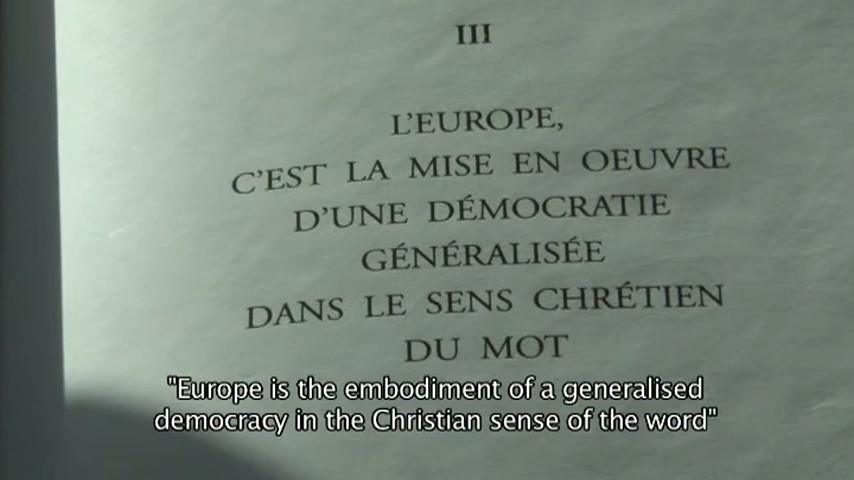 III
L'EUROPE,
C'EST LA MISE EN OEUVRE
D'UNE DÉMOCRATIE
GÉNÉRALISÉE
DANS LE SENS CHRÉTIEN
DU MOT
"Europe is the embodiment of a generalised
democracy in the Christian sense of the word"